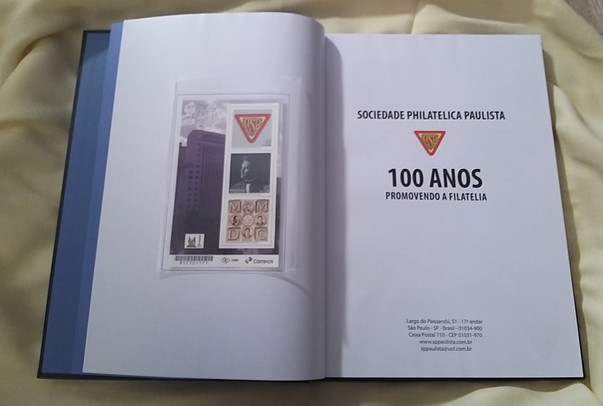 Correios
SOCIEDADE PHILATELICA PAULISTA
100 ANOS
PROMOVENDO A FILATELIA
Largo do Paissandú, 51 - 17º andar
São Paulo - SP - Brasil - 01034-900
Caixa Postal 710 - CEP 01031-970
www.sppaulista.com.br
sppaulista@uol.com.br